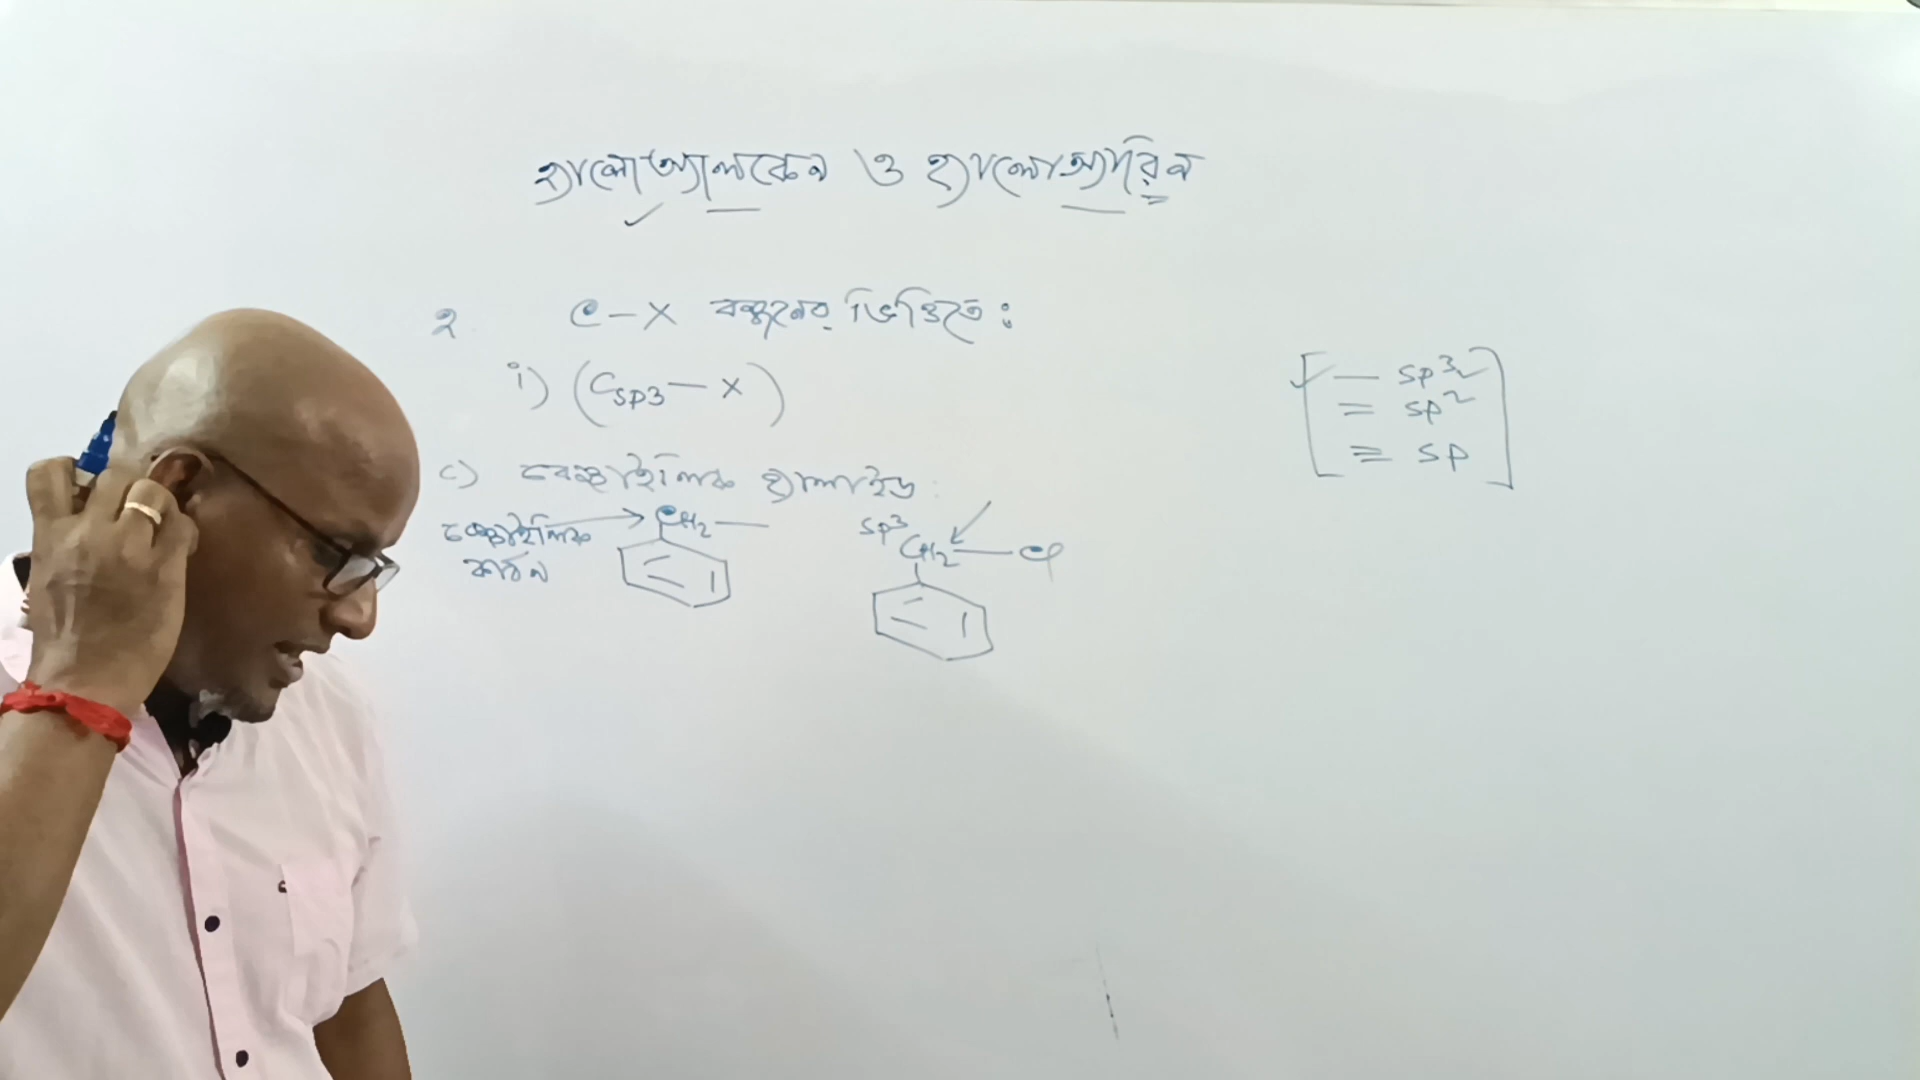 হ্যালোঅ্যালকেন ও হ্যালোঅ্যারিন
২ C–X বন্ধনের ভিত্তিতে :
i) (Csp3 — X)
— sp³
= sp²
≡ sp
c) বেঞ্জাইলিক হ্যালাইড :
বেঞ্জাইলিক
কার্বন
CH₂ —
sp³
CH₂ — Cl